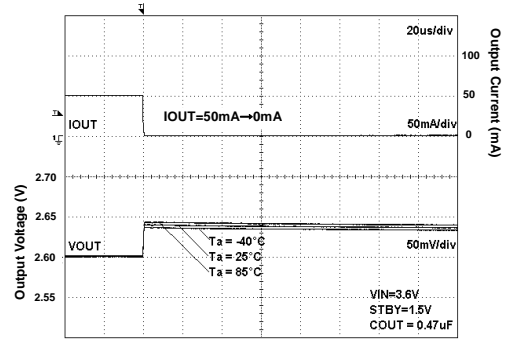 T
20us/div
Output Current (mA)
100
50
0
T
IOUT
IOUT=50mA→0mA
50mA/div
1
Output Voltage (V)
2.70
2.65
2.60
2.55
VOUT
50mV/div
Ta = -40°C
Ta = 25°C
Ta = 85°C
VIN=3.6V
STBY=1.5V
COUT = 0.47uF